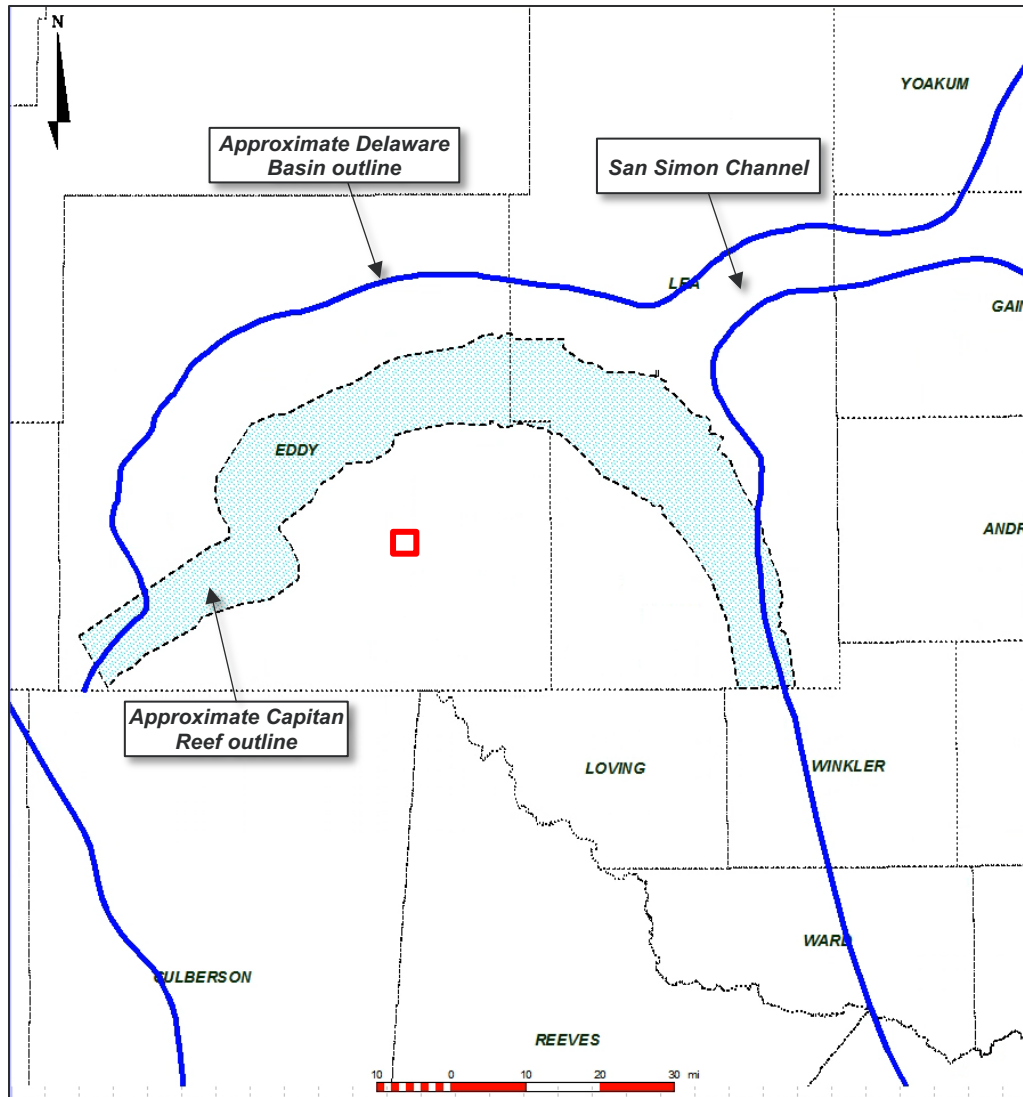 N
YOAKUM
Approximate Delaware
Basin outline
San Simon Channel
LEA
GAIN
EDDY
ANDR
Approximate Capitan
Reef outline
LOVING
WINKLER
WARD
CULBERSON
REEVES
10 0 10 20 30 mi